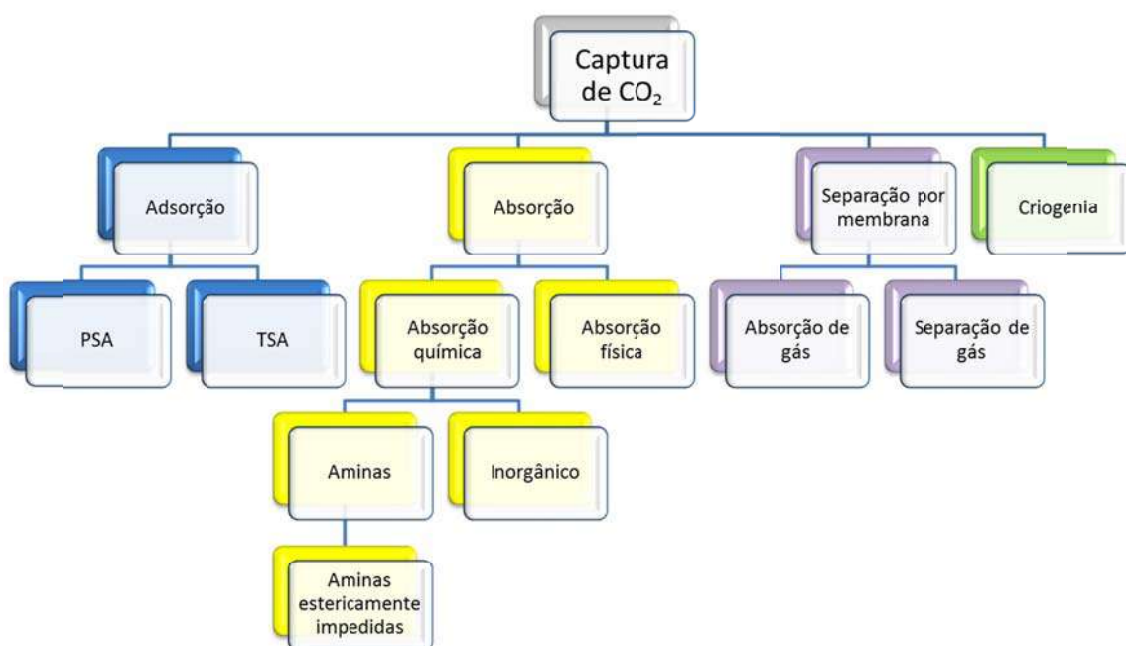 Captura
de CO₂
Adsorção
Absorção
Separação por
membrana
Criogenia
PSA
TSA
Absorção
química
Absorção
física
Absorção de
gás
Separação de
gás
Aminas
Inorgânico
Aminas
estericamente
impedidas